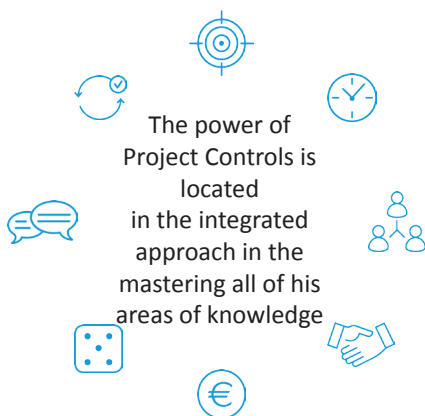 The power of
Project Controls is
located
in the integrated
approach in the
mastering all of his
areas of knowledge